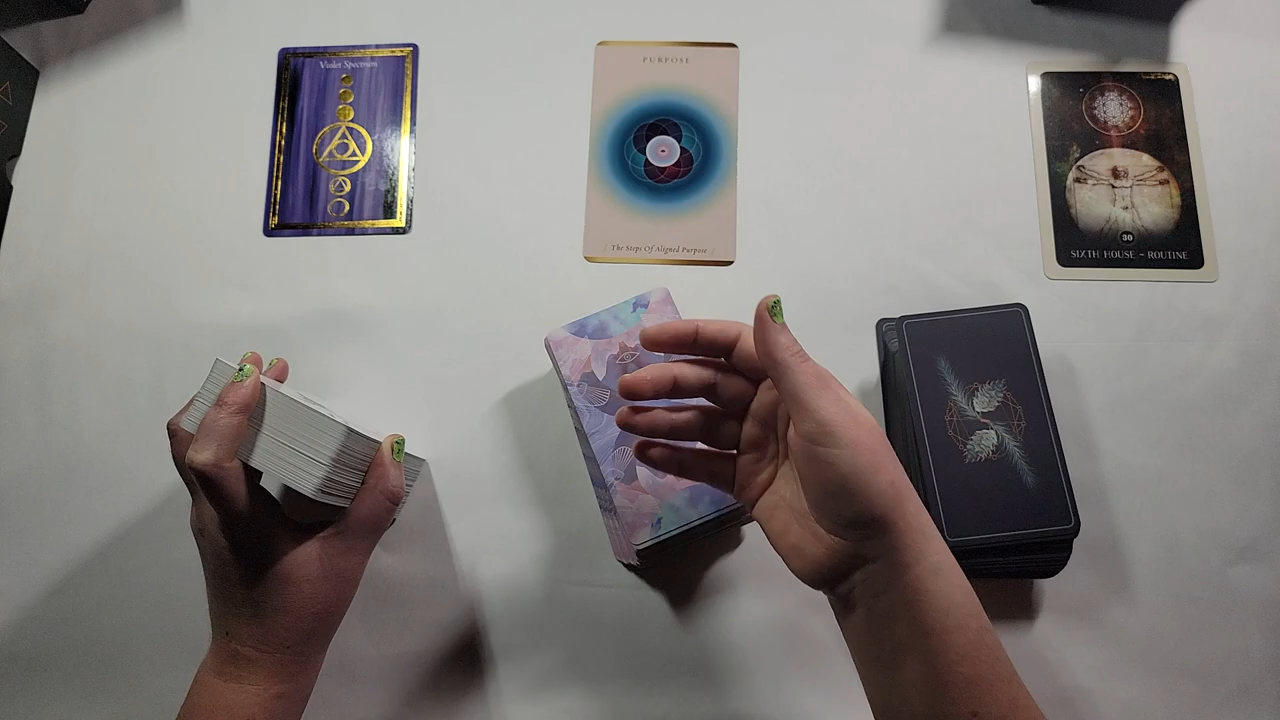 Violet Spectrum
PURPOSE
The Steps Of Aligned Purpose
30
SIXTH HOUSE ~ ROUTINE